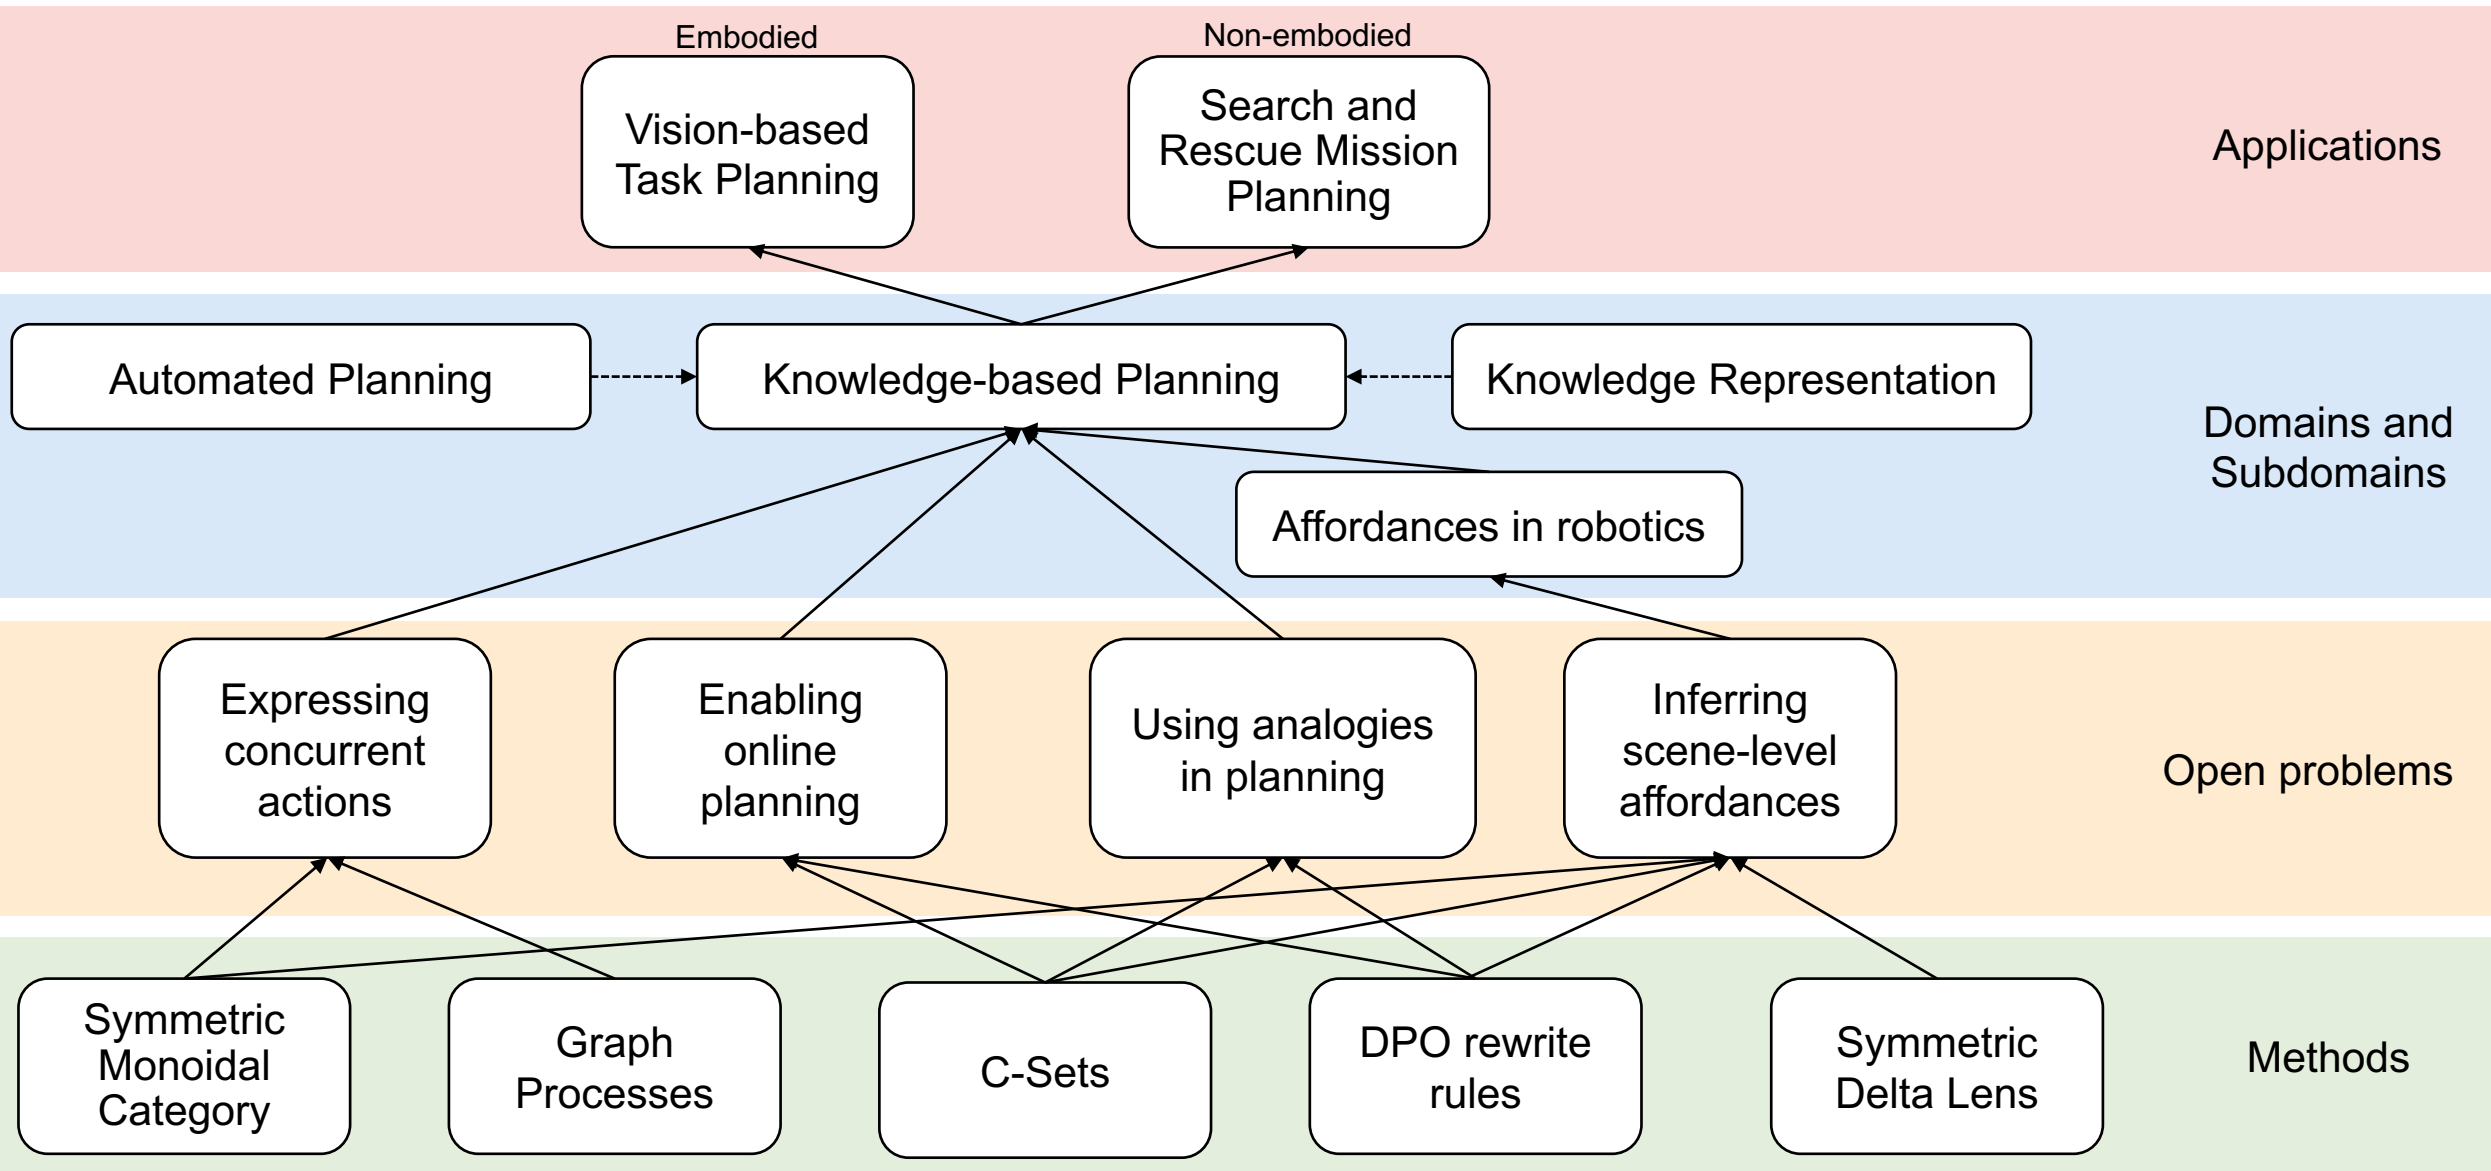 Embodied
Non-embodied
Vision-based
Task Planning
Search and
Rescue Mission
Planning
Applications
Automated Planning
Knowledge-based Planning
Knowledge Representation
Domains and
Subdomains
Affordances in robotics
Expressing
concurrent
actions
Enabling
online
planning
Using analogies
in planning
Inferring
scene-level
affordances
Open problems
Symmetric
Monoidal
Category
Graph
Processes
C-Sets
DPO rewrite
rules
Symmetric
Delta Lens
Methods